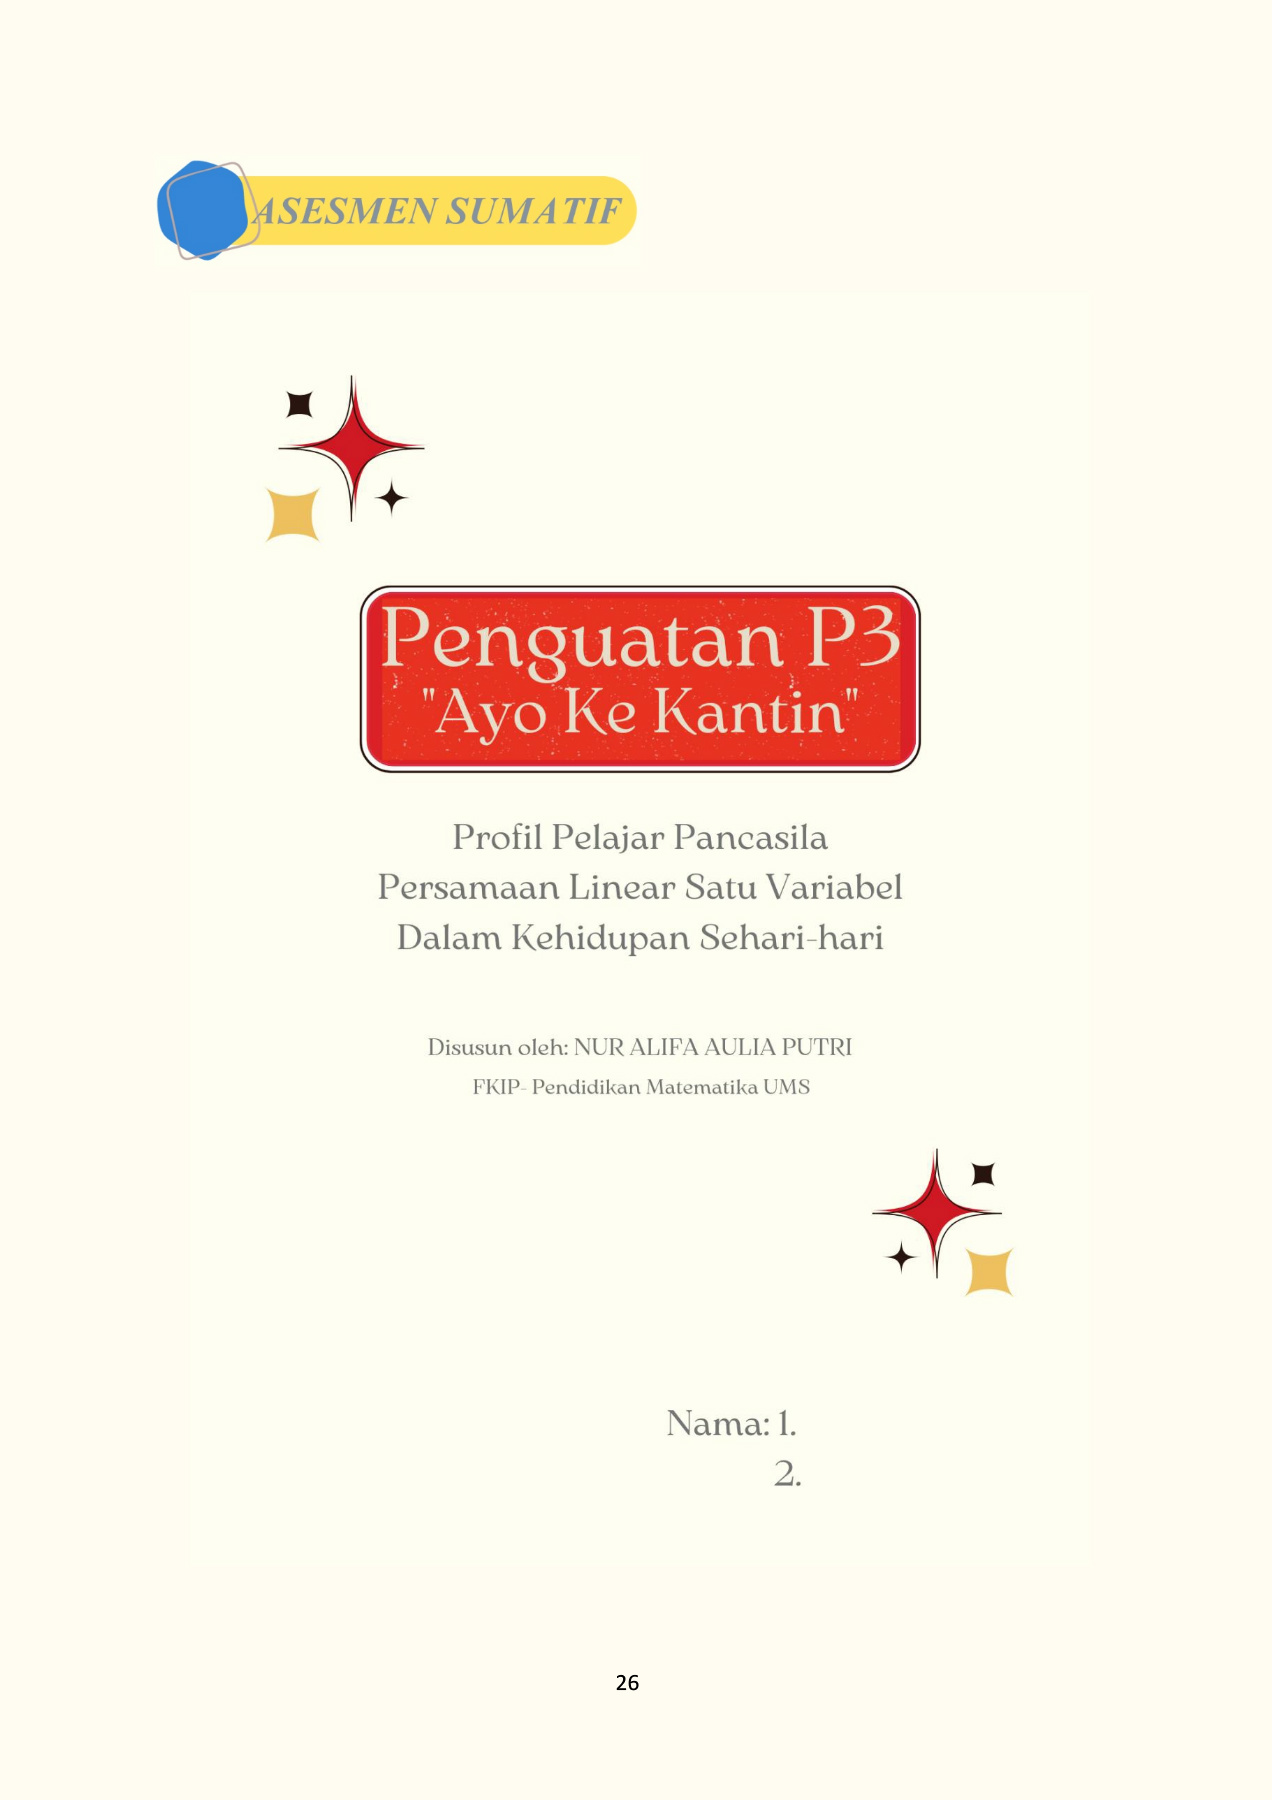 ASESMEN SUMATIF
Penguatan P3
"Ayo Ke Kantin"
Profil Pelajar Pancasila
Persamaan Linear Satu Variabel
Dalam Kehidupan Sehari-hari
Disusun oleh: NUR ALIFA AULIA PUTRI
FKIP- Pendidikan Matematika UMS
Nama: 1.
2.
26